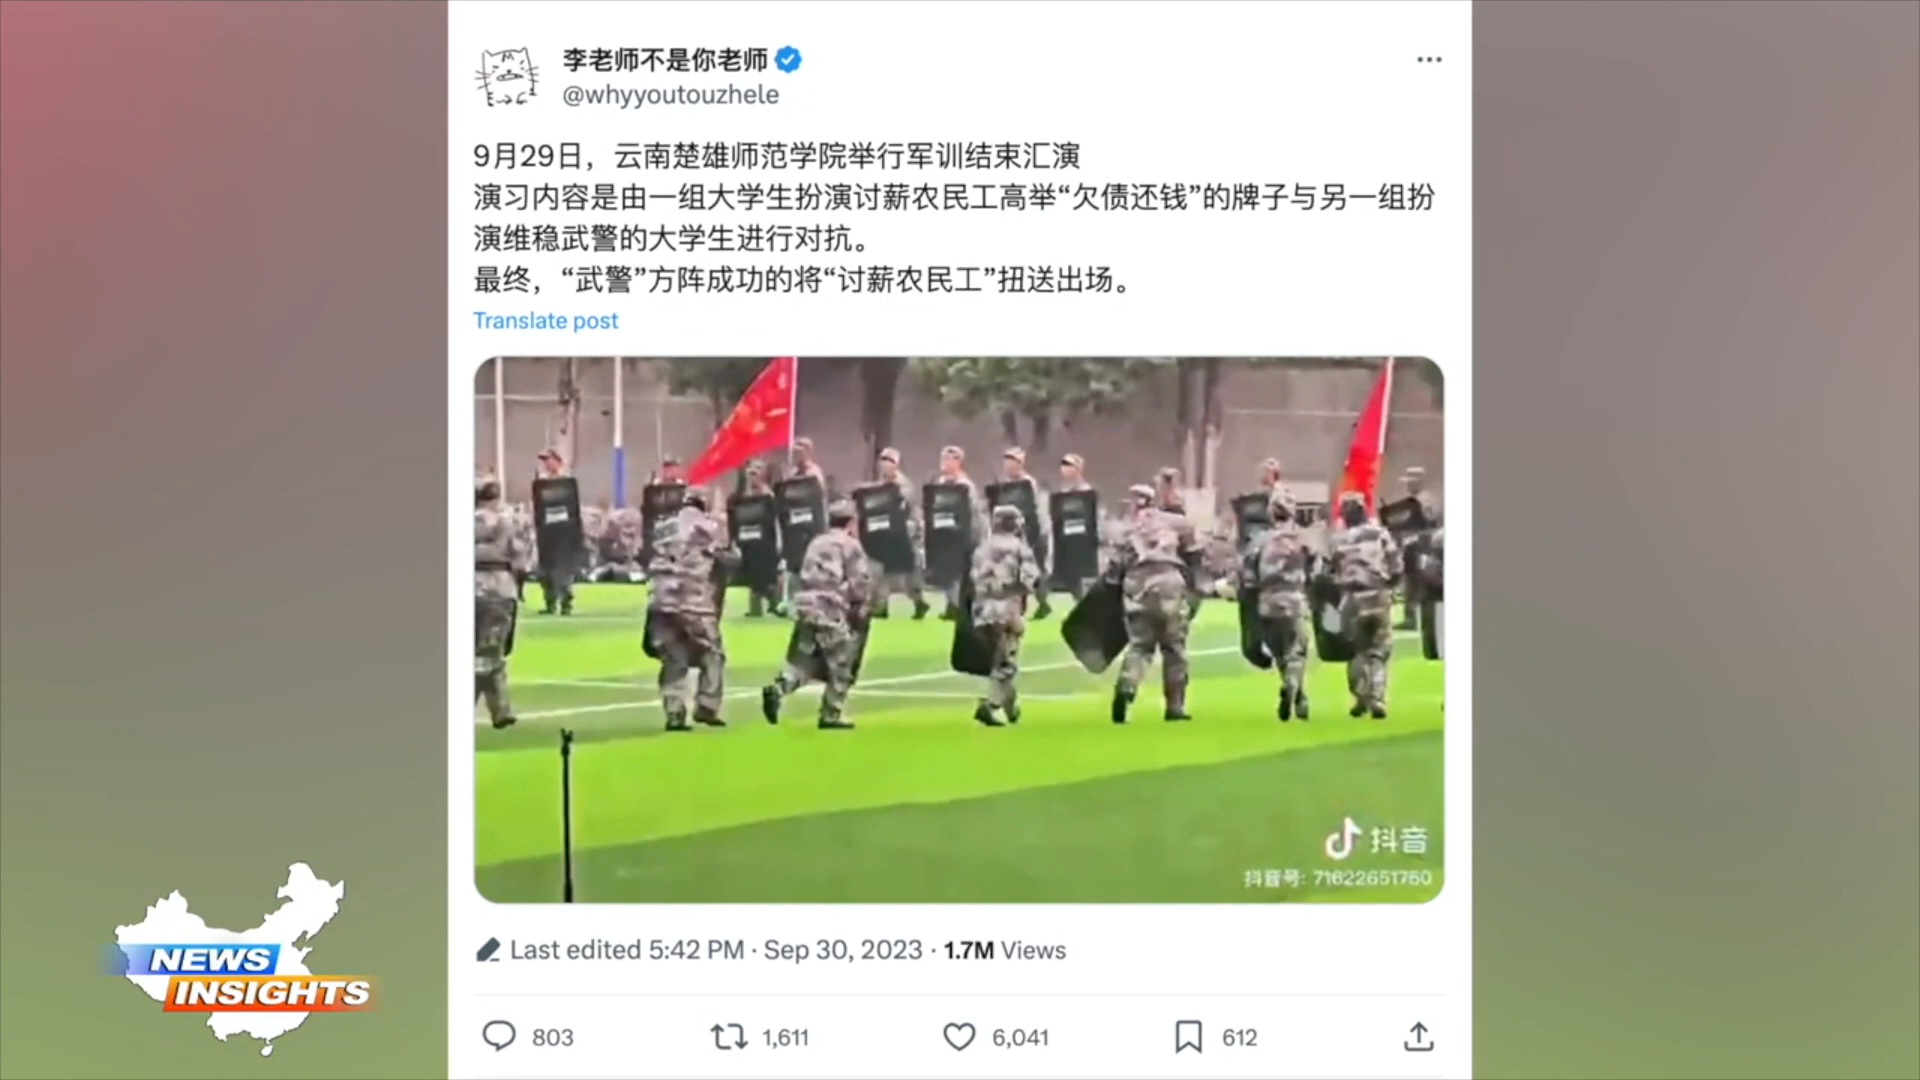 李老师不是你老师
@whyyoutouzhele
9月29日，云南楚雄师范学院举行军训结束汇演
演习内容是由一组大学生扮演讨薪农民工高举“欠债还钱”的牌子与另一组扮
演维稳武警的大学生进行对抗。
最终，“武警”方阵成功的将“讨薪农民工”扭送出场。
Translate post
抖音
抖音号: 71622651750
Last edited 5:42 PM · Sep 30, 2023 · 1.7M Views
803 1,611 6,041 612
NEWS
INSIGHTS